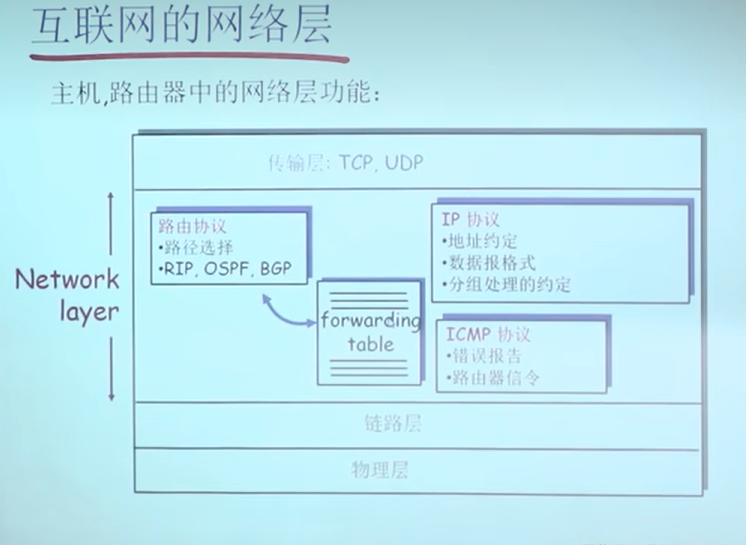 互联网的网络层
主机,路由器中的网络层功能:
传输层: TCP, UDP
Network
layer
路由协议
•路径选择
•RIP, OSPF, BGP
forwarding
table
IP 协议
•地址约定
•数据报格式
•分组处理的约定
ICMP 协议
•错误报告
•路由器信令
链路层
物理层